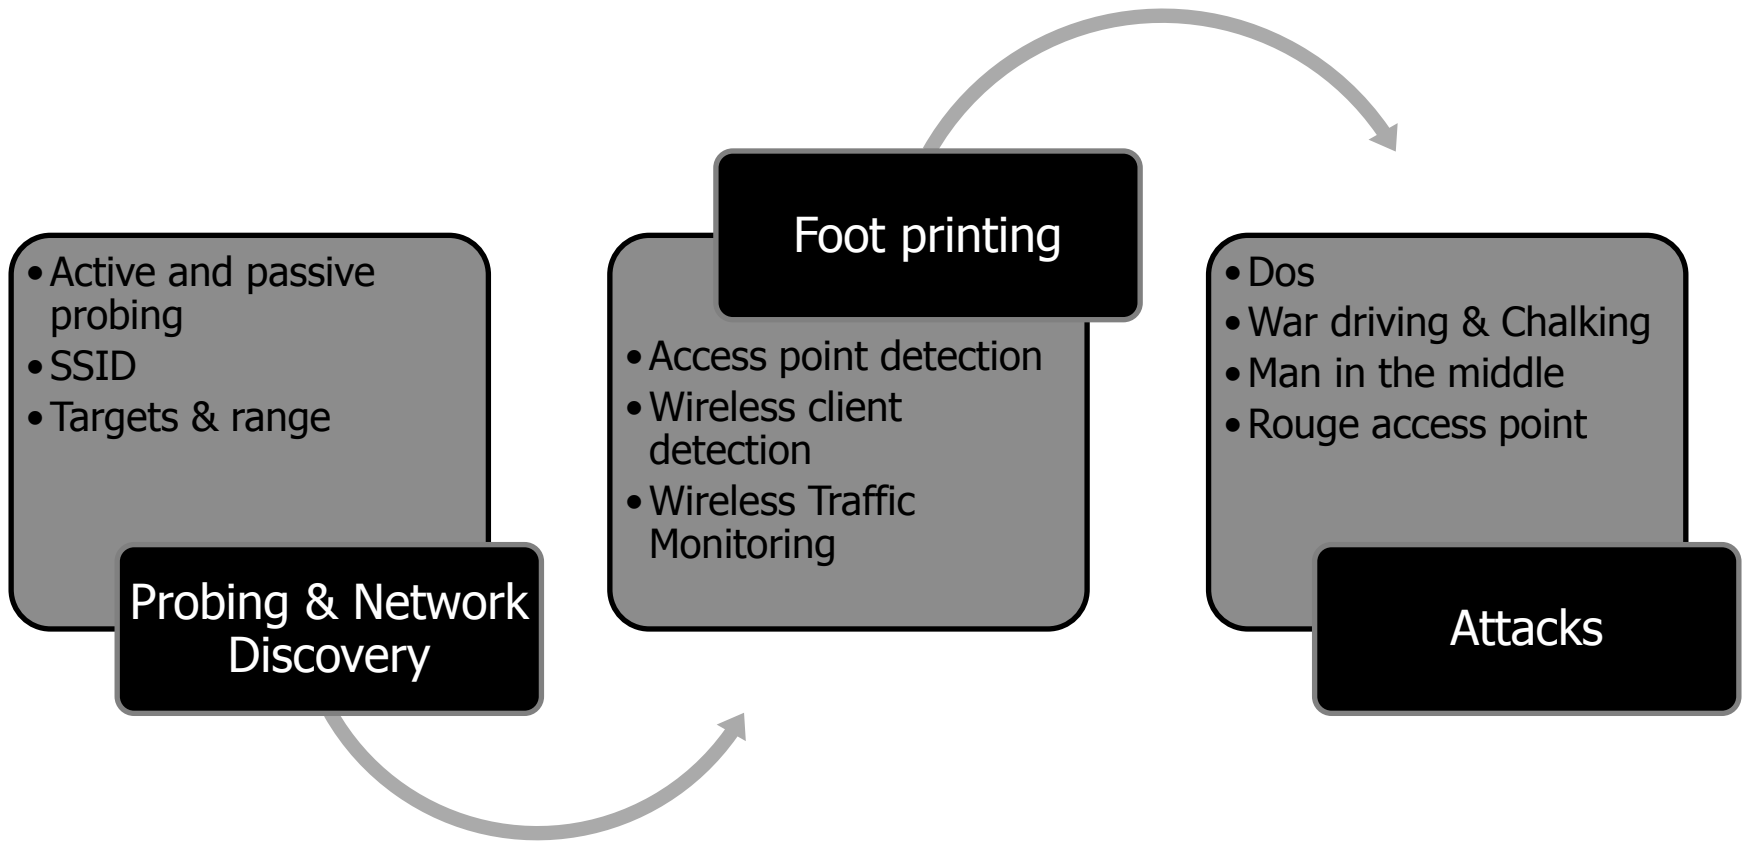 • Active and passive
probing
• SSID
• Targets & range
Probing & Network
Discovery
Foot printing
• Access point detection
• Wireless client
detection
• Wireless Traffic
Monitoring
• Dos
• War driving & Chalking
• Man in the middle
• Rouge access point
Attacks